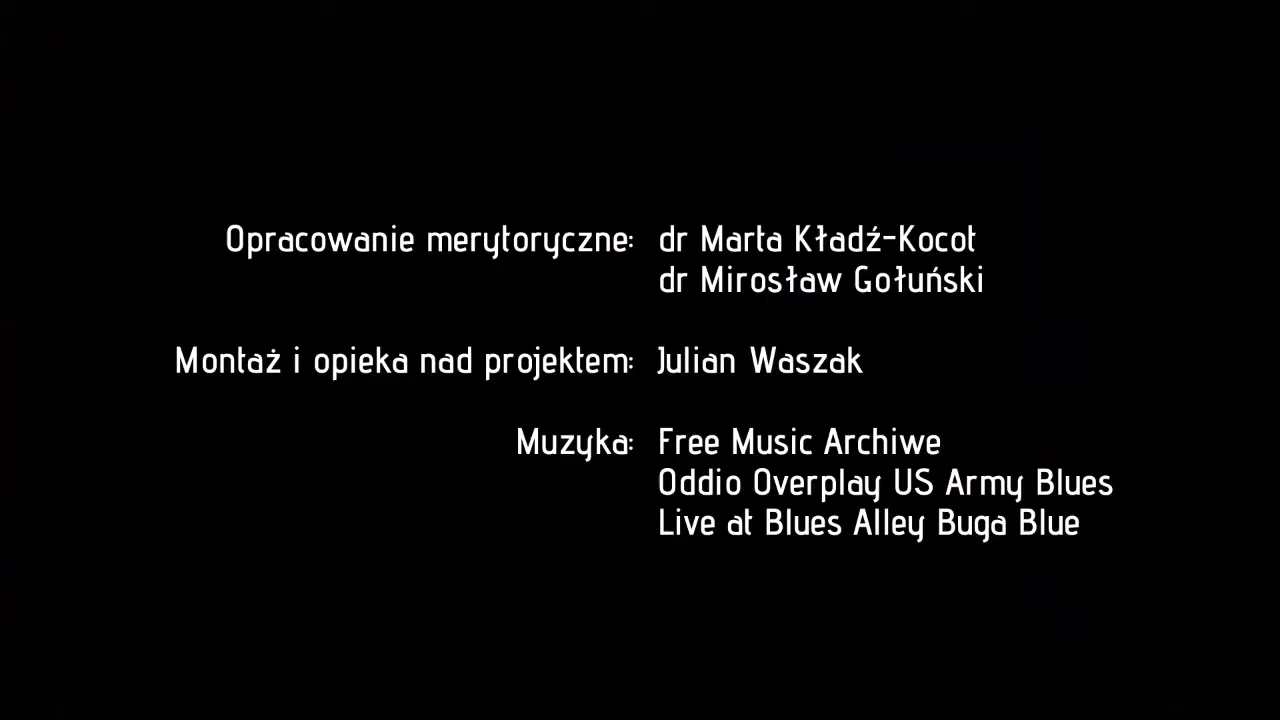 Opracowanie merytoryczne: dr Marta Kładź-Kocot
dr Mirosław Gołuński
Montaż i opieka nad projektem: Julian Waszak
Muzyka: Free Music Archiwe
Oddio Overplay US Army Blues
Live at Blues Alley Buga Blue